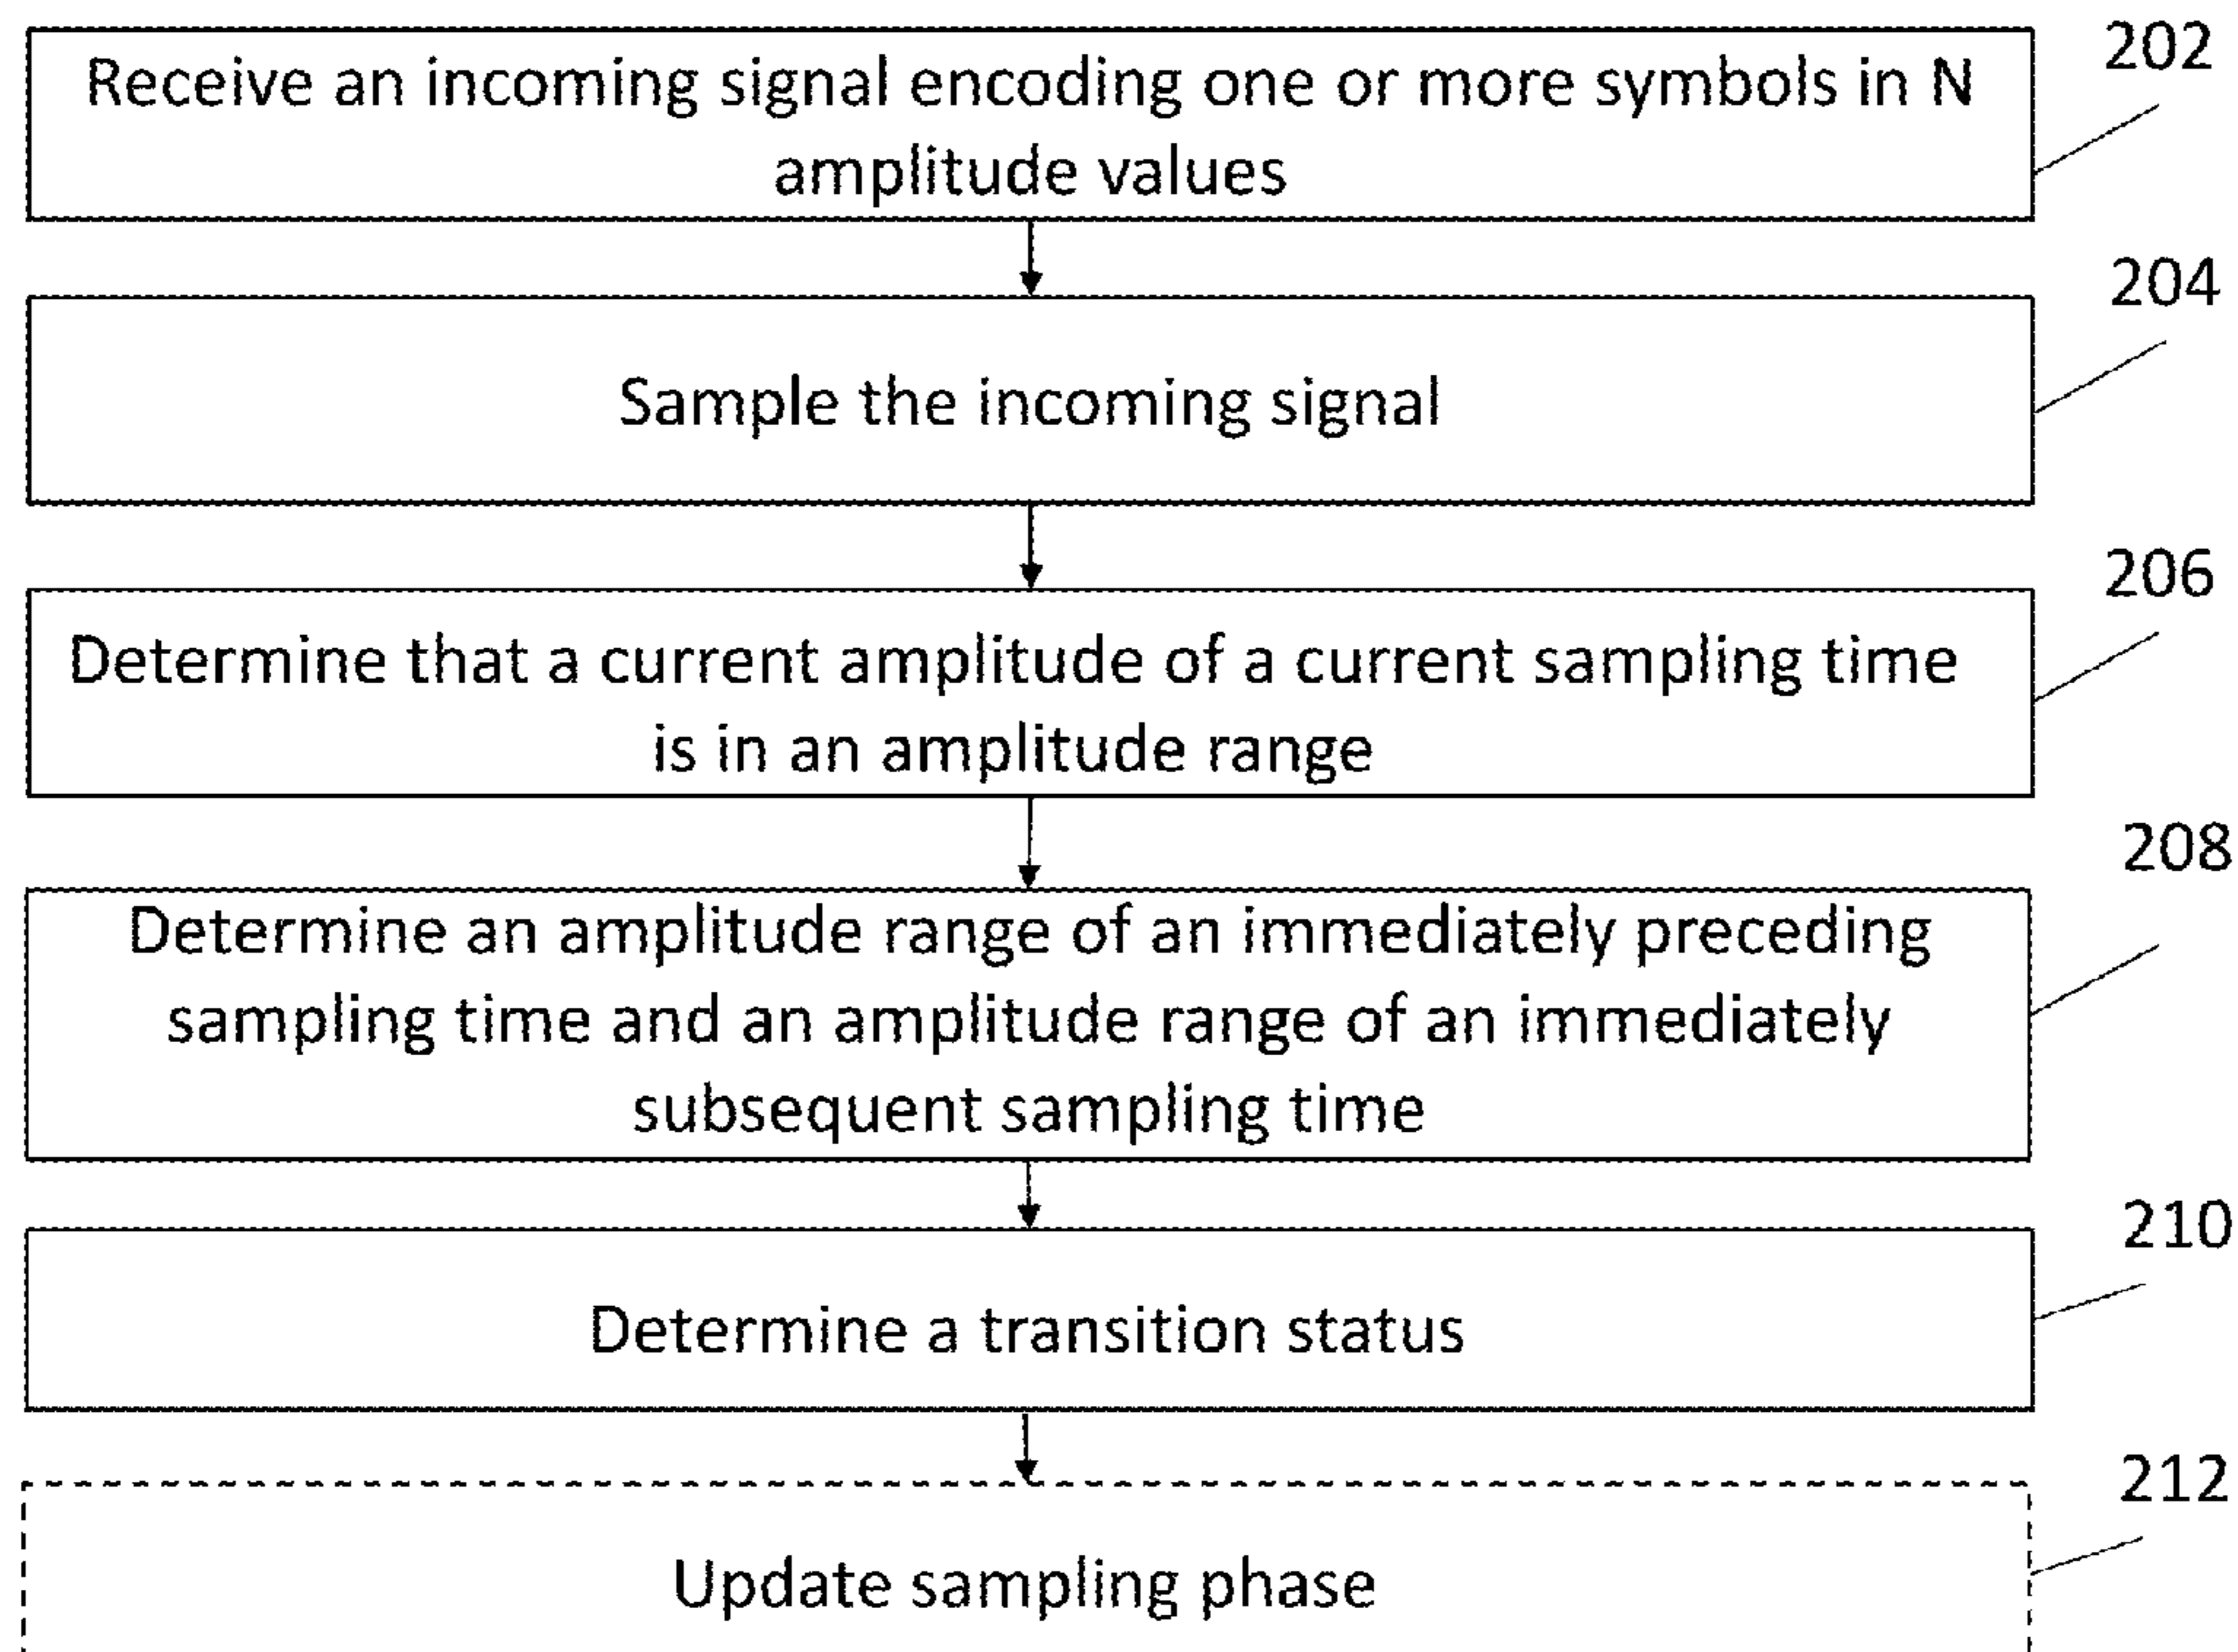 202
Receive an incoming signal encoding one or more symbols in N
amplitude values
204
Sample the incoming signal
206
Determine that a current amplitude of a current sampling time
is in an amplitude range
208
Determine an amplitude range of an immediately preceding
sampling time and an amplitude range of an immediately
subsequent sampling time
210
Determine a transition status
212
Update sampling phase